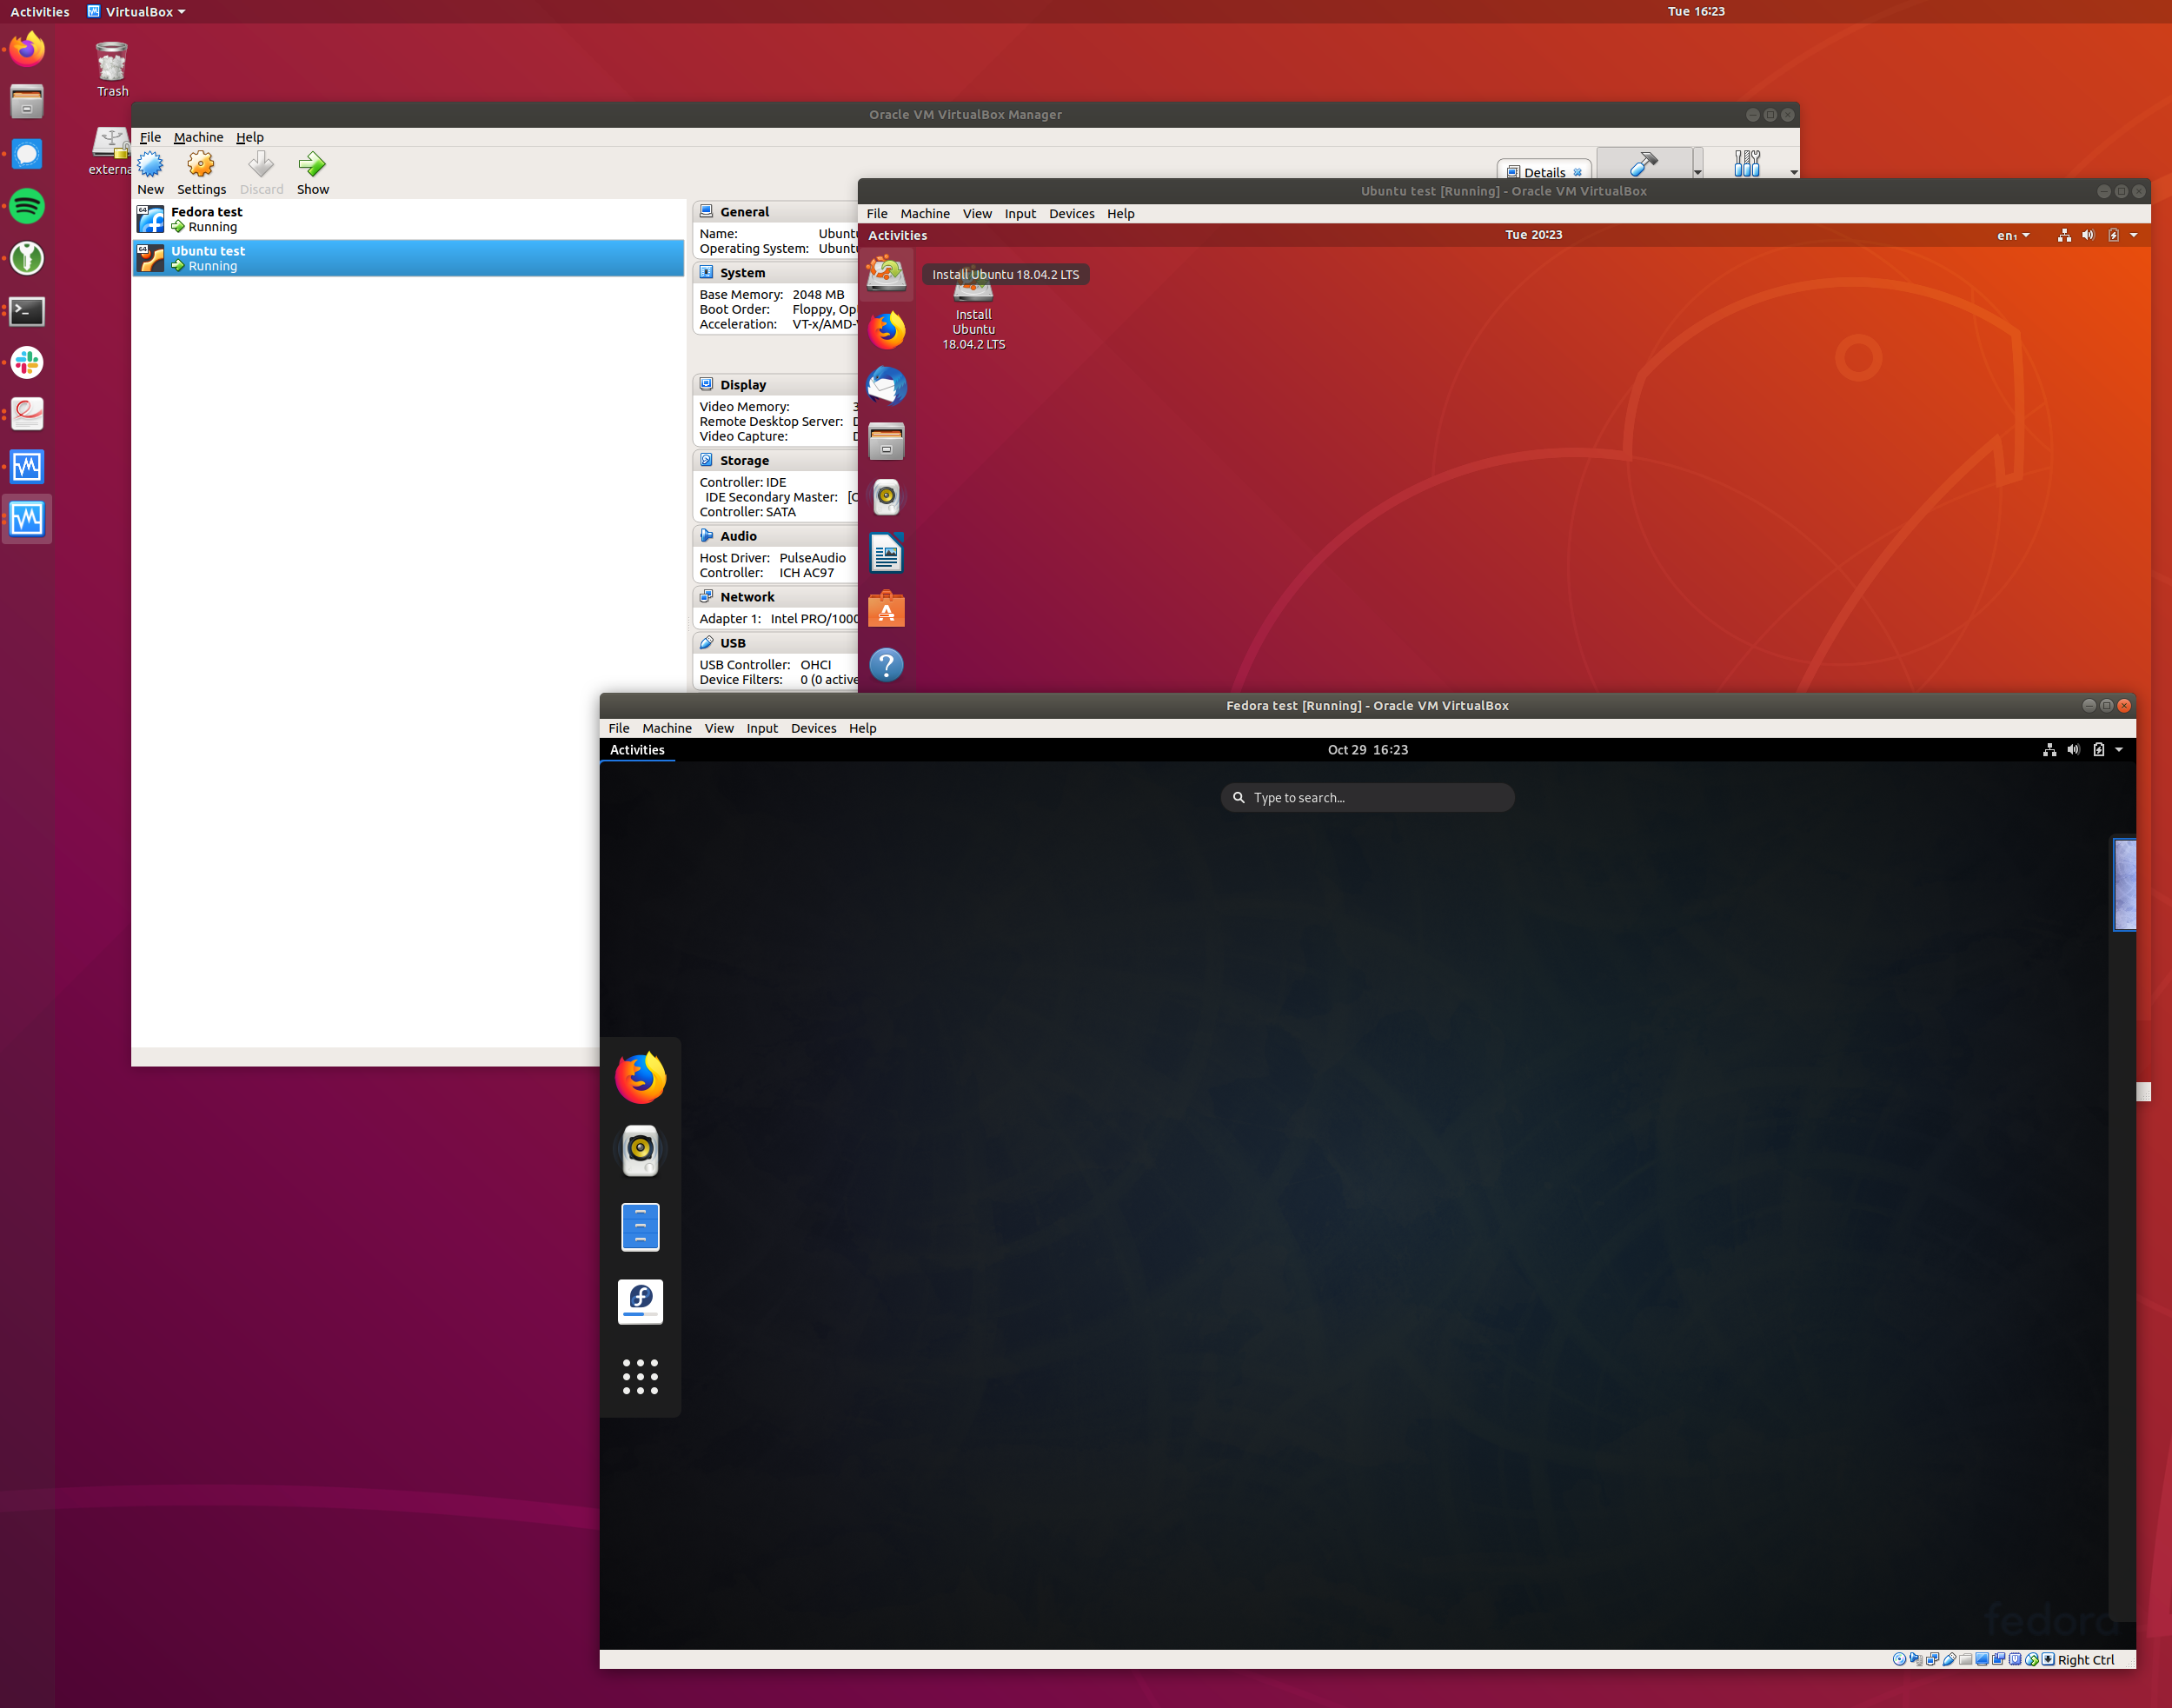 Activities VirtualBox Tue 16:23
Trash
externa
Oracle VM VirtualBox Manager
File Machine Help
New Settings Discard Show
Details
64 Fedora test
Running
64 Ubuntu test
Running
General
Name: Ubuntu
Operating System: Ubuntu
System
Base Memory: 2048 MB
Boot Order: Floppy, Op
Acceleration: VT-x/AMD-V
Display
Video Memory: 3
Remote Desktop Server: D
Video Capture: D
Storage
Controller: IDE
IDE Secondary Master: [O
Controller: SATA
Audio
Host Driver: PulseAudio
Controller: ICH AC97
Network
Adapter 1: Intel PRO/1000
USB
USB Controller: OHCI
Device Filters: 0 (0 active
Ubuntu test [Running] - Oracle VM VirtualBox
File Machine View Input Devices Help
Activities Tue 20:23 en₁
Install Ubuntu 18.04.2 LTS
Install
Ubuntu
18.04.2 LTS
Fedora test [Running] - Oracle VM VirtualBox
File Machine View Input Devices Help
Activities Oct 29 16:23
Type to search...
fedora
Right Ctrl